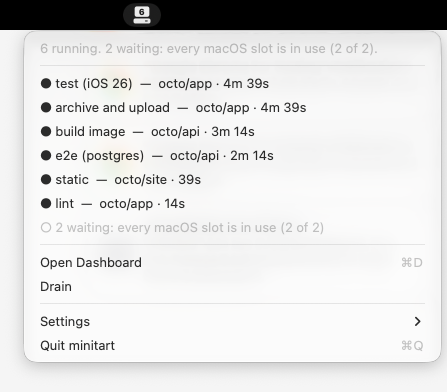 6
6 running. 2 waiting: every macOS slot is in use (2 of 2).
test (iOS 26) — octo/app · 4m 39s
archive and upload — octo/app · 4m 39s
build image — octo/api · 3m 14s
e2e (postgres) — octo/api · 2m 14s
static — octo/site · 39s
lint — octo/app · 14s
2 waiting: every macOS slot is in use (2 of 2)
Open Dashboard ⌘D
Drain
Settings
Quit minitart ⌘Q